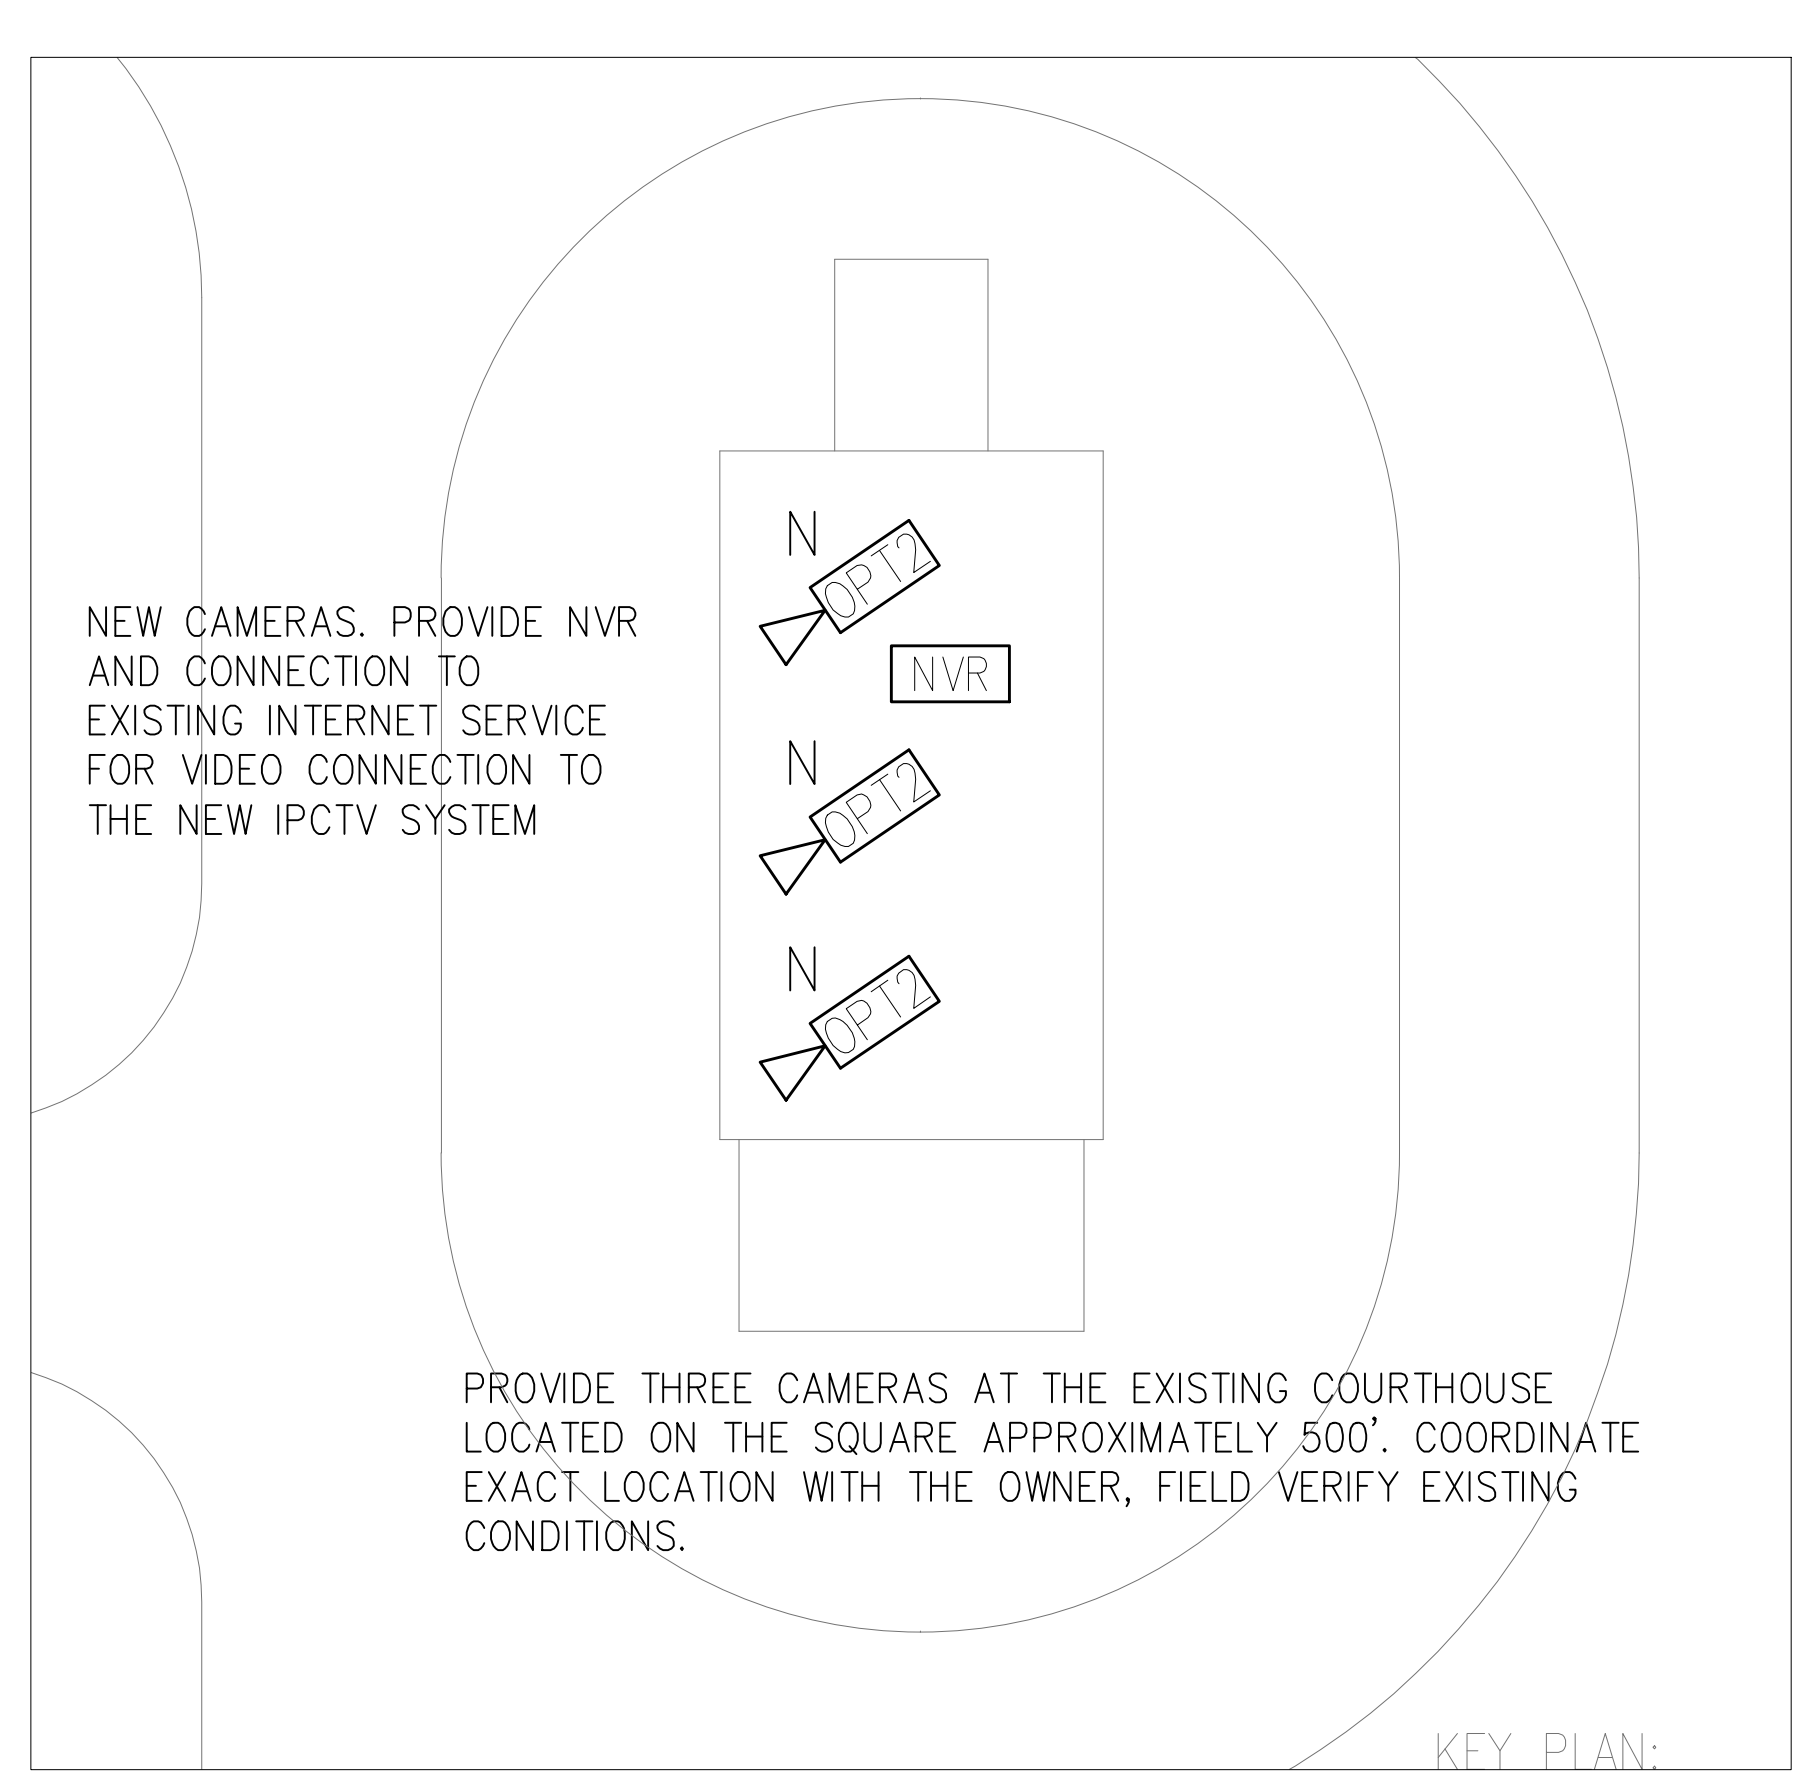 N
OPT2
NEW CAMERAS. PROVIDE NVR
AND CONNECTION TO
EXISTING INTERNET SERVICE
FOR VIDEO CONNECTION TO
THE NEW IPCTV SYSTEM
NVR
N
OPT2
N
OPT2
PROVIDE THREE CAMERAS AT THE EXISTING COURTHOUSE
LOCATED ON THE SQUARE APPROXIMATELY 500'. COORDINATE
EXACT LOCATION WITH THE OWNER, FIELD VERIFY EXISTING
CONDITIONS.
KEY PLAN: